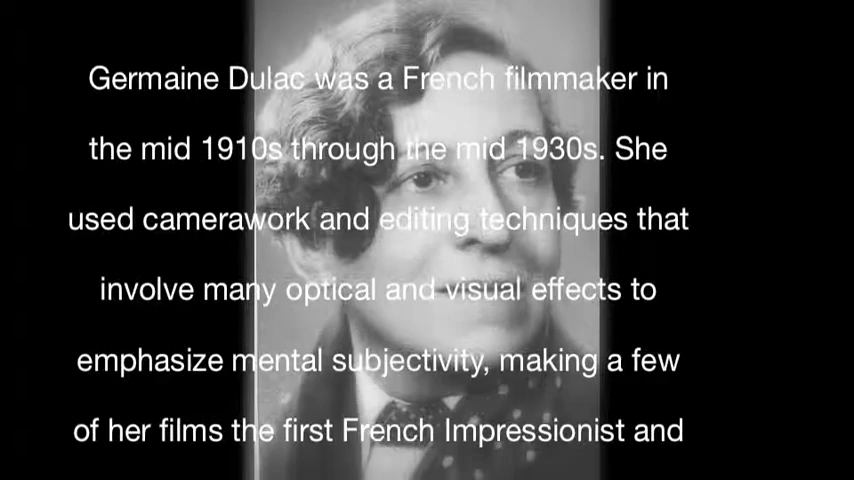 Germaine Dulac was a French filmmaker in
the mid 1910s through the mid 1930s. She
used camerawork and editing techniques that
involve many optical and visual effects to
emphasize mental subjectivity, making a few
of her films the first French Impressionist and